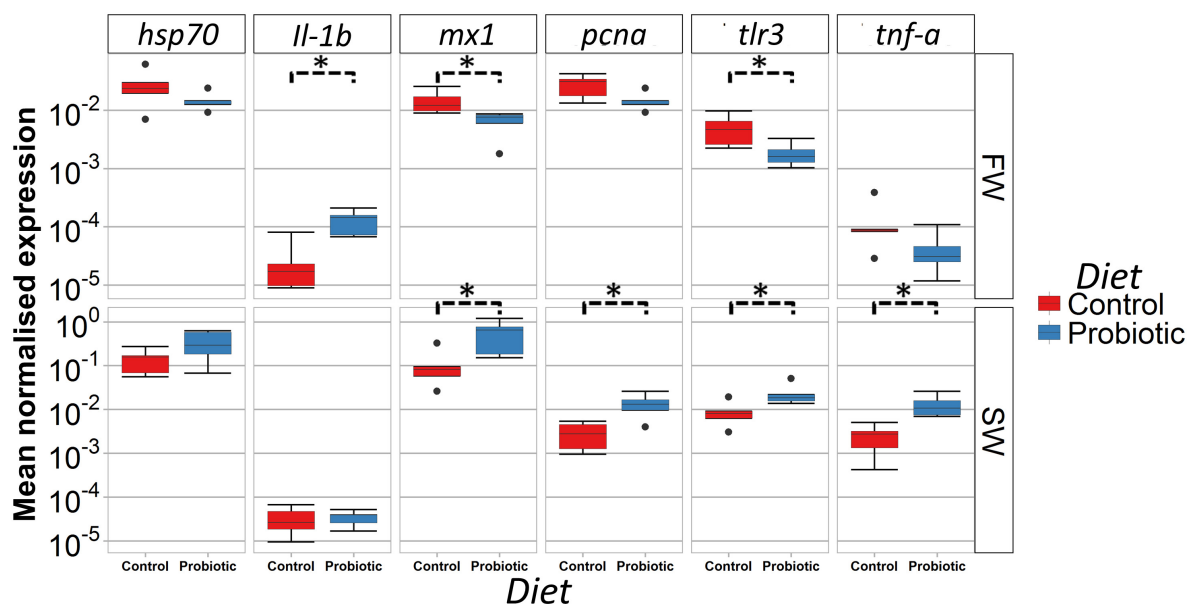 hsp70 Il-1b mx1 pcna tlr3 tnf-a
* * *
10-2
10-3
10-4
10-5
FW
* * * *
100
10-1
10-2
10-3
10-4
10-5
SW
Mean normalised expression
Control Probiotic Control Probiotic Control Probiotic Control Probiotic Control Probiotic Control Probiotic
Diet
Diet
Control
Probiotic